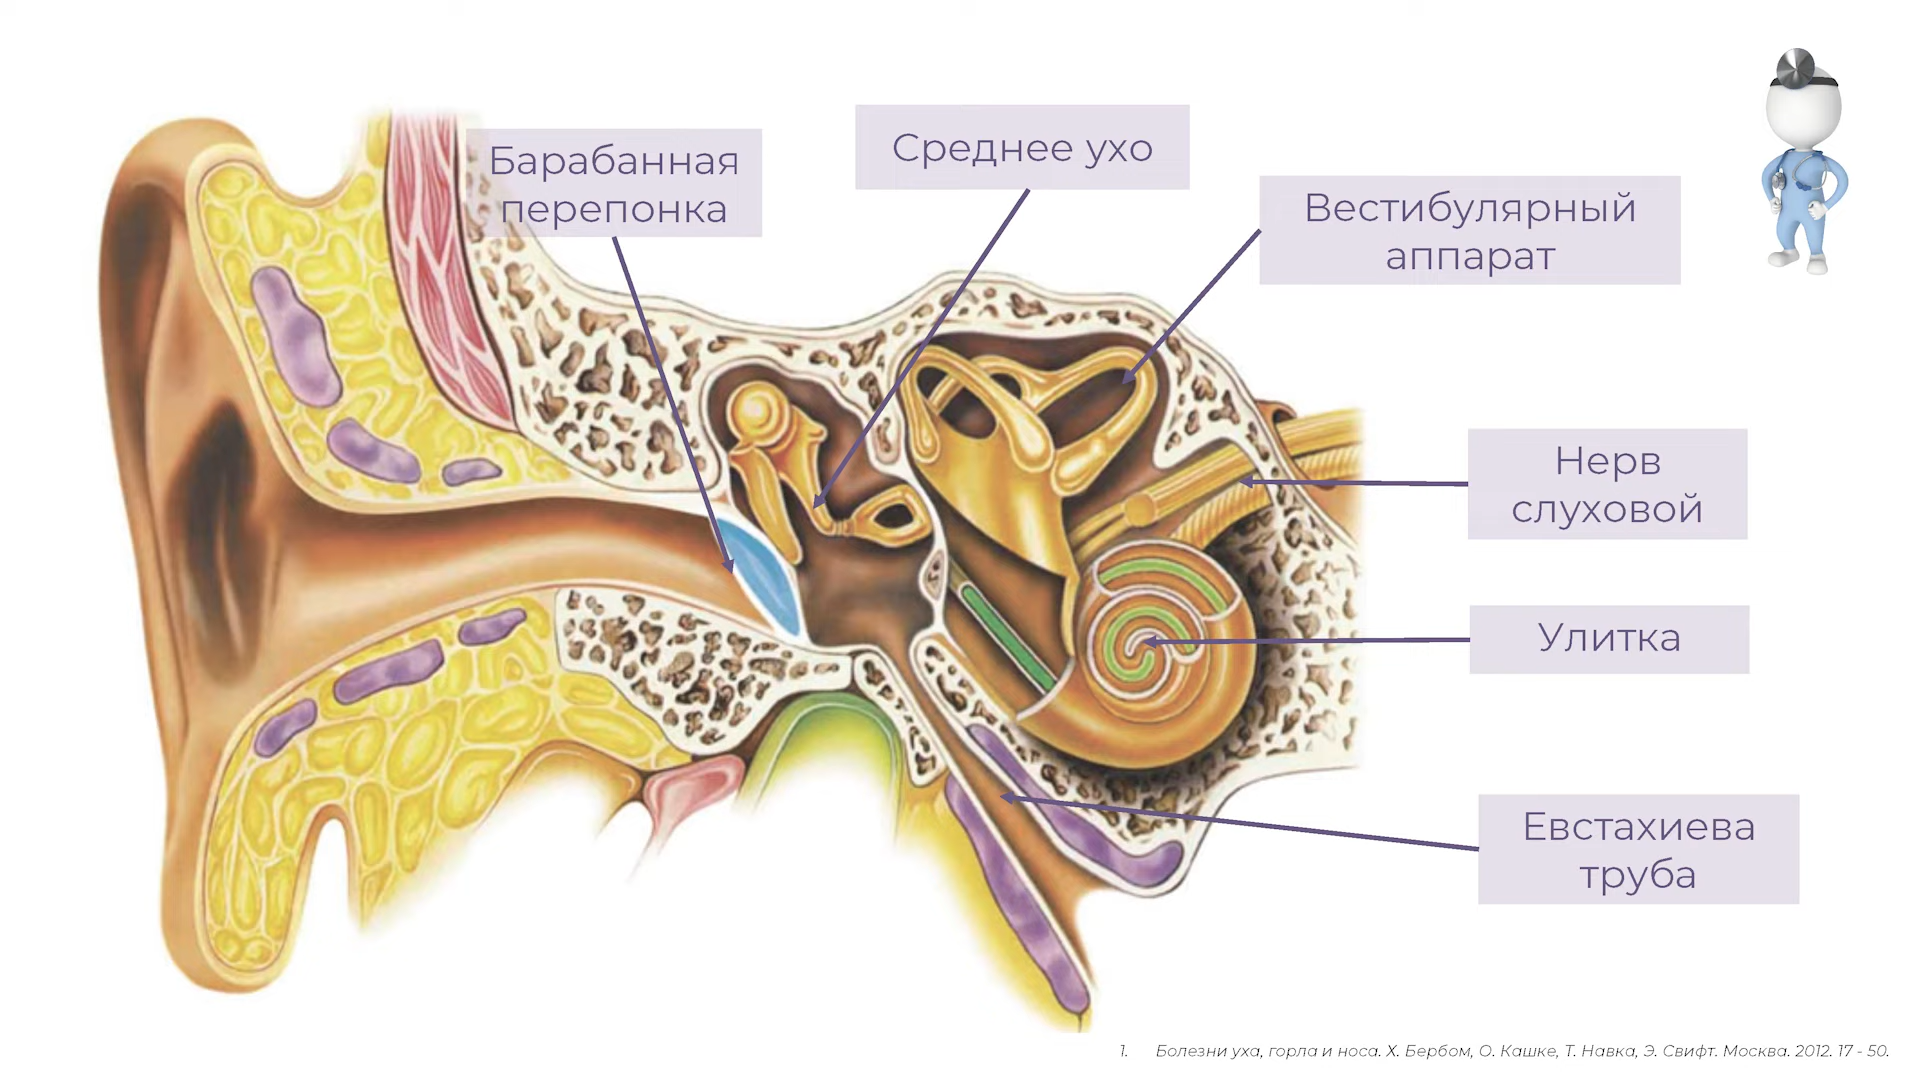 Барабанная
перепонка
Среднее ухо
Вестибулярный
аппарат
Нерв
слуховой
Улитка
Евстахиева
труба
1. Болезни уха, горла и носа. Х. Бербом, О. Кашке, Т. Навка, Э. Свифт. Москва. 2012. 17 - 50.